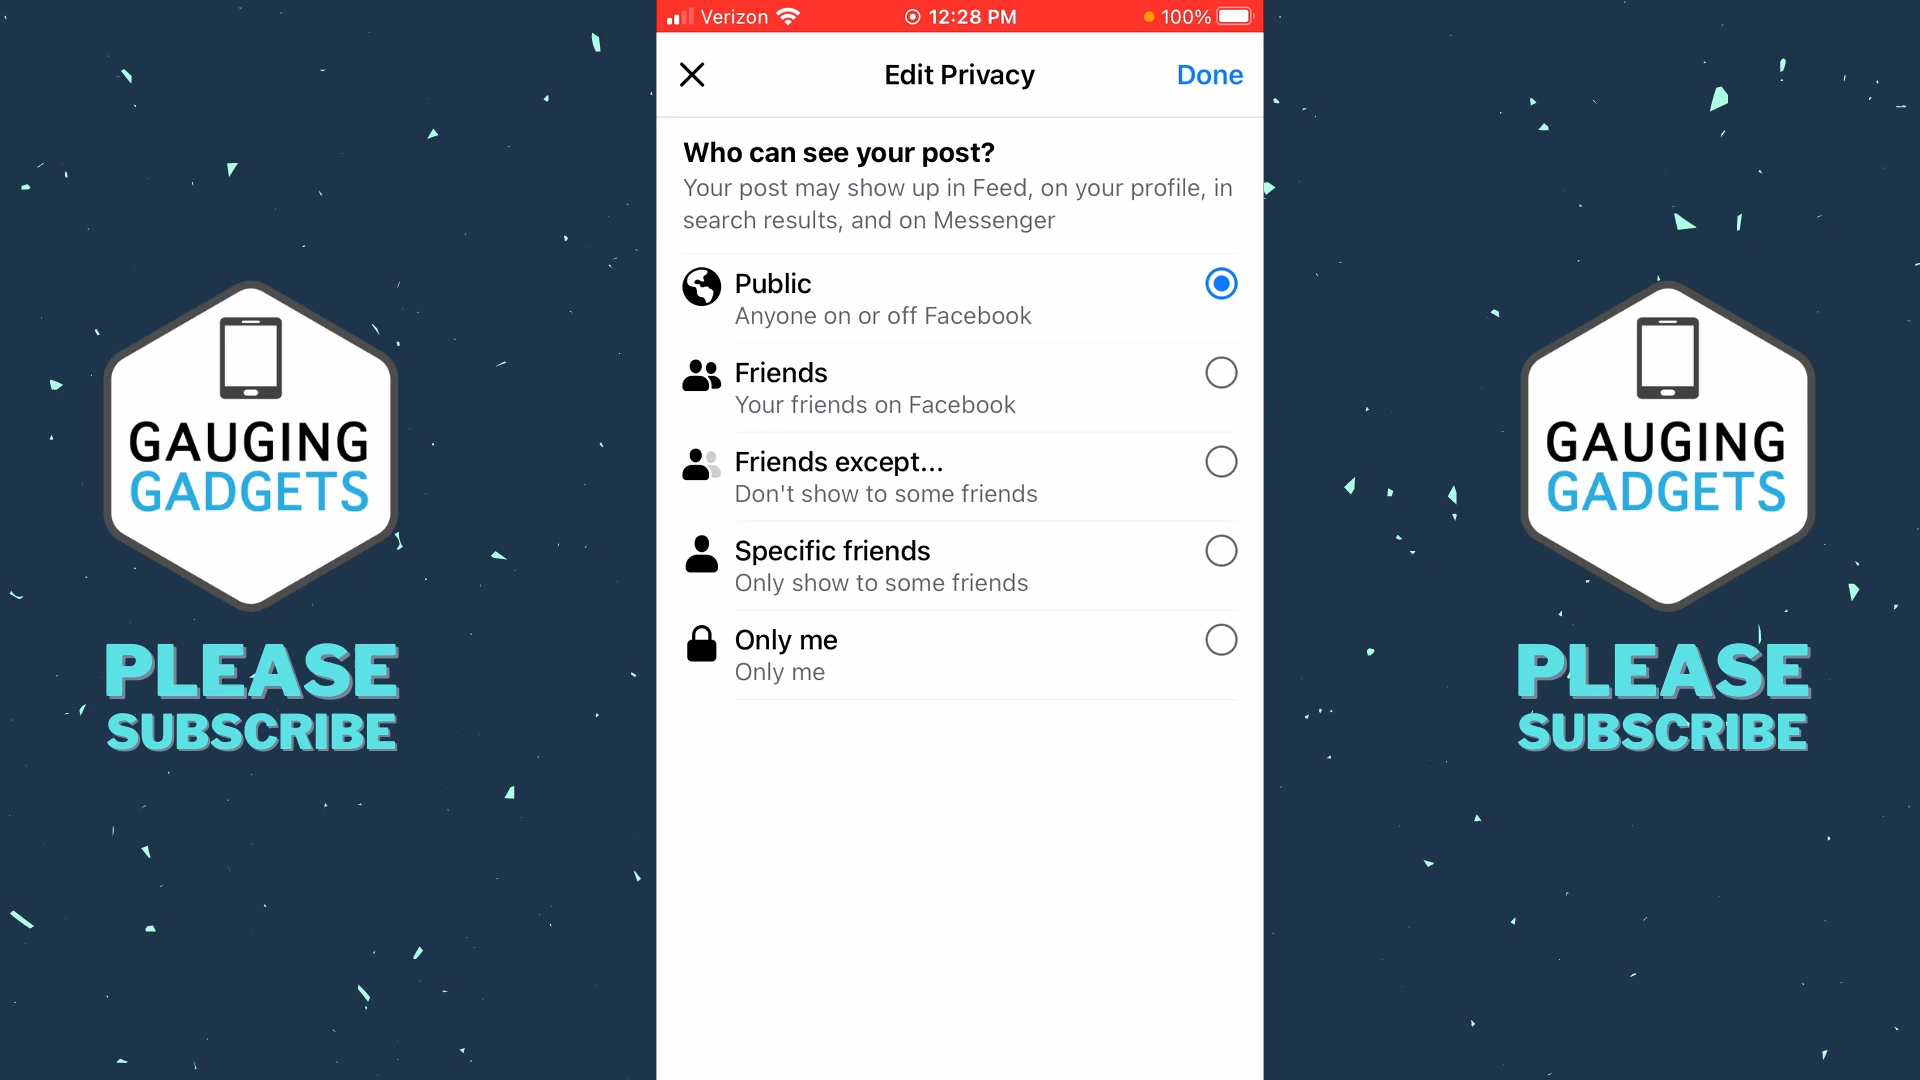 Verizon 12:28 PM 100%
Edit Privacy Done
Who can see your post?
Your post may show up in Feed, on your profile, in
search results, and on Messenger
Public
Anyone on or off Facebook
Friends
Your friends on Facebook
Friends except...
Don't show to some friends
Specific friends
Only show to some friends
Only me
Only me
GAUGING
GADGETS
PLEASE
SUBSCRIBE
GAUGING
GADGETS
PLEASE
SUBSCRIBE